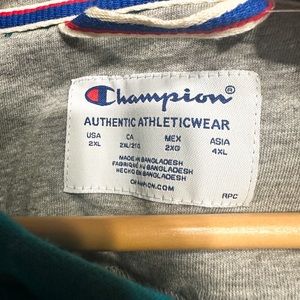 Champion
AUTHENTIC ATHLETICWEAR
USA CA MEX ASIA
2XL 2XL/2TG 2XG 4XL
MADE IN BANGLADESH
FABRIQUÉ AU BANGLADESH
HECHO EN BANGLADESH
CHAMPION.COM
RPC